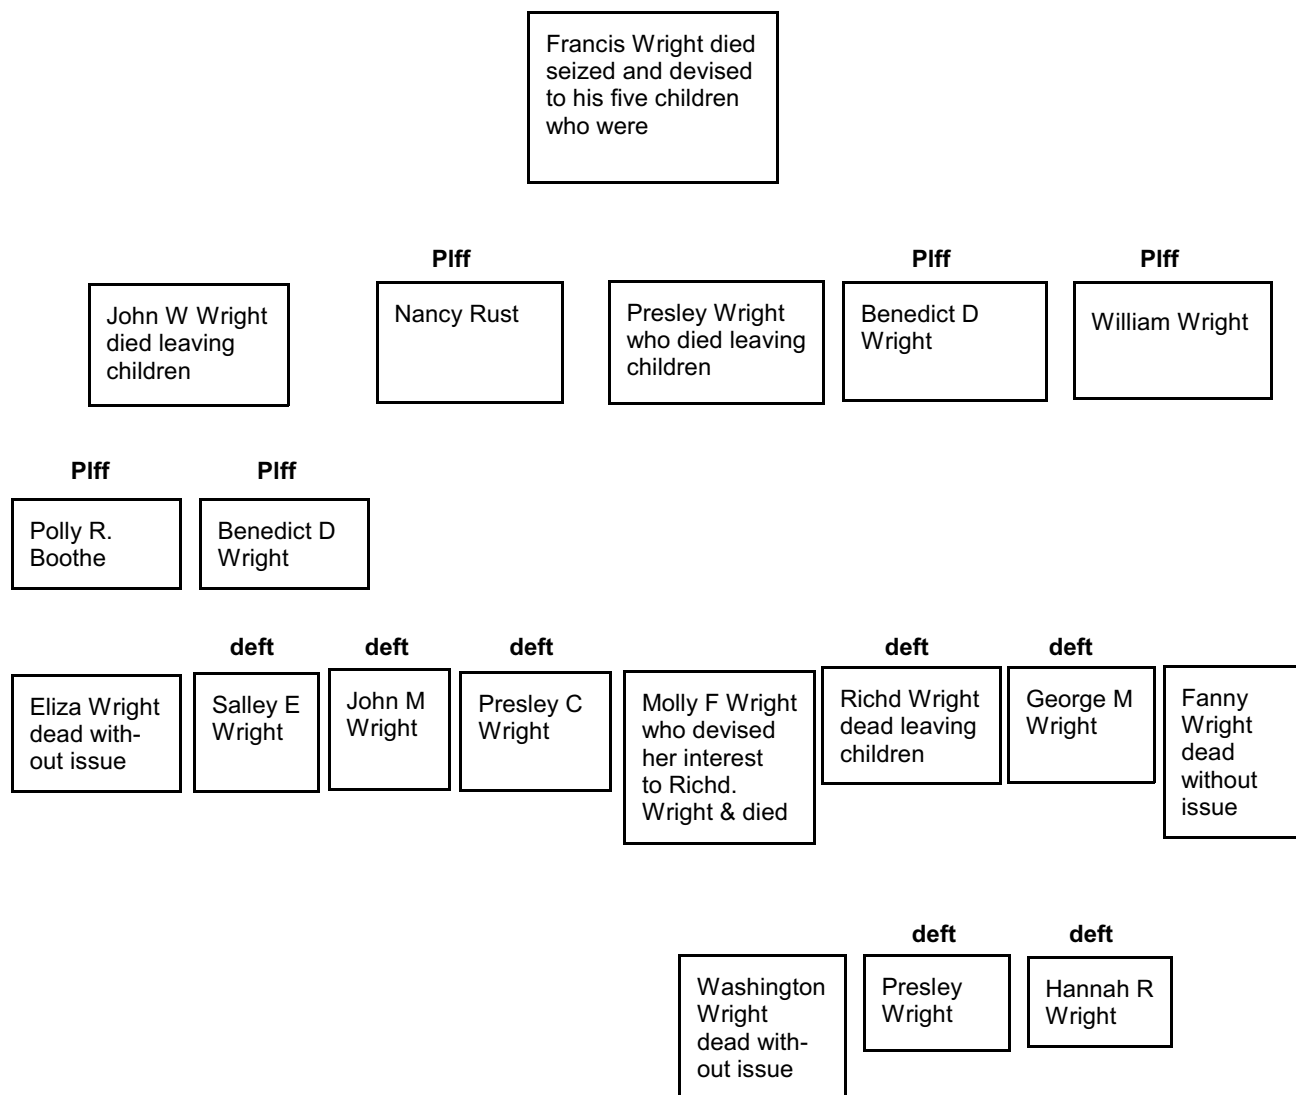 Francis Wright died
seized and devised
to his five children
who were
John W Wright
died leaving
children
Plff
Nancy Rust
Presley Wright
who died leaving
children
Plff
Benedict D
Wright
Plff
William Wright
Plff
Polly R.
Boothe
Plff
Benedict D
Wright
Eliza Wright
dead with-
out issue
deft
Salley E
Wright
deft
John M
Wright
deft
Presley C
Wright
Molly F Wright
who devised
her interest
to Richd.
Wright & died
deft
Richd Wright
dead leaving
children
deft
George M
Wright
Fanny
Wright
dead
without
issue
Washington
Wright
dead with-
out issue
deft
Presley
Wright
deft
Hannah R
Wright